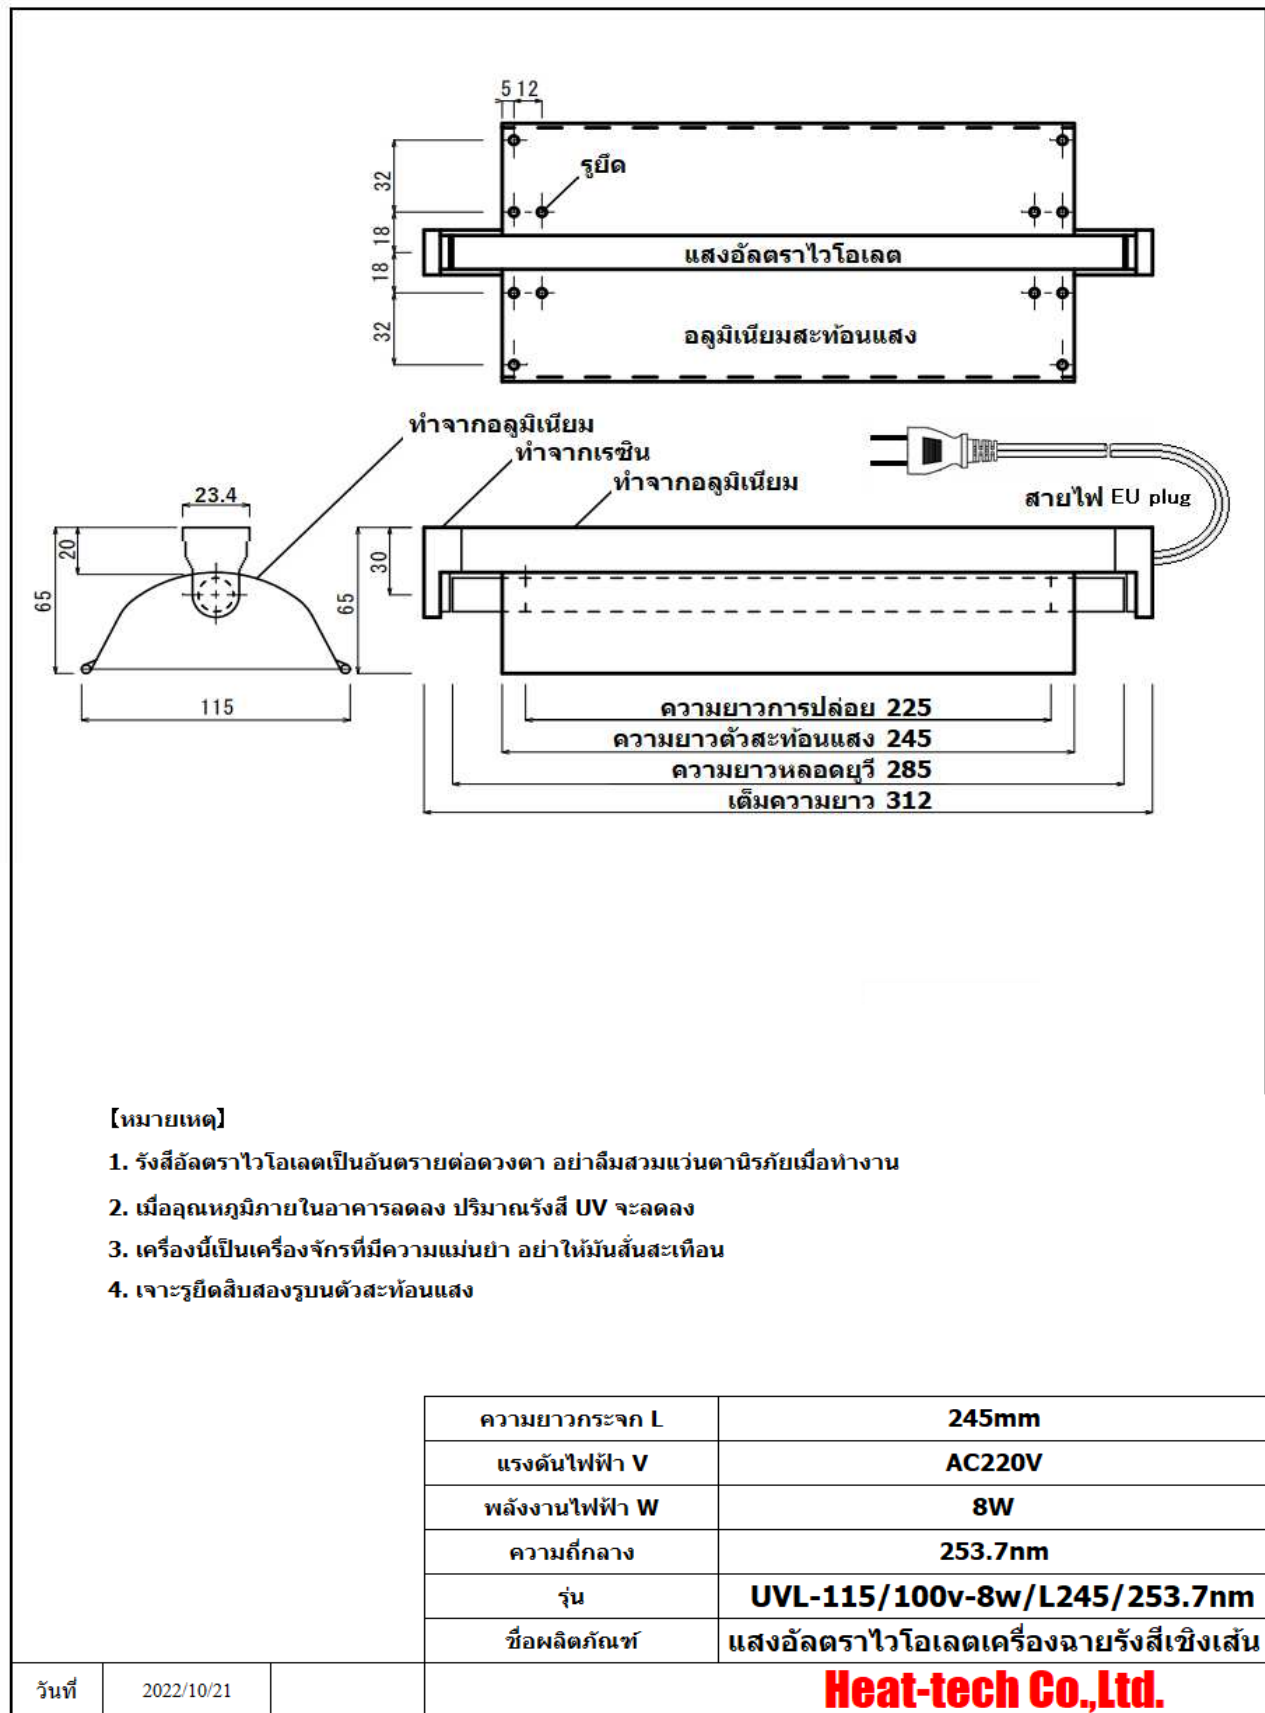 5 12
รูยึด
32
18
แสงอัลตราไวโอเลต
18
32
อลูมิเนียมสะท้อนแสง
ทำจากอลูมิเนียม
ทำจากเรซิน
ทำจากอลูมิเนียม
สายไฟ EU plug
23.4
20
65
30
65
115
ความยาวการปล่อย 225
ความยาวตัวสะท้อนแสง 245
ความยาวหลอดยูวี 285
เต็มความยาว 312
【หมายเหตุ】
1. รังสีอัลตราไวโอเลตเป็นอันตรายต่อดวงตา อย่าลืมสวมแว่นตานิรภัยเมื่อทำงาน
2. เมื่ออุณหภูมิภายในอาคารลดลง ปริมาณรังสี UV จะลดลง
3. เครื่องนี้เป็นเครื่องจักรที่มีความแม่นยำ อย่าให้มันสั่นสะเทือน
4. เจาะรูยึดสิบสองรูบนตัวสะท้อนแสง
ความยาวกระจก L 245mm
แรงดันไฟฟ้า V AC220V
พลังงานไฟฟ้า W 8W
ความถี่กลาง 253.7nm
รุ่น UVL-115/100v-8w/L245/253.7nm
ชื่อผลิตภัณฑ์ แสงอัลตราไวโอเลตเครื่องฉายรังสีเชิงเส้น
วันที่ 2022/10/21 Heat-tech Co.,Ltd.